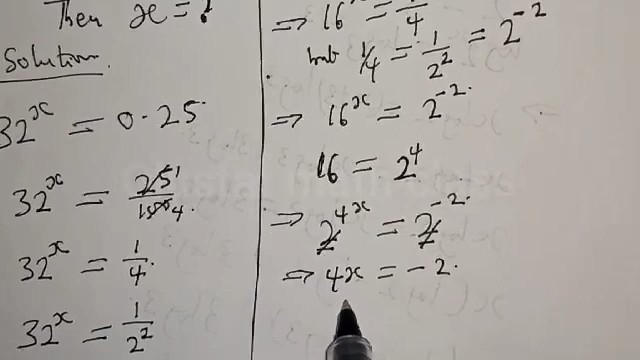 Then x = ?
Solution.
32^x = 0.25.
32^x = 25 1 / 100 4.
32^x = 1/4.
32^x = 1/2^2
⇒ 16^x = 1/4
but 1/4 = 1/2^2 = 2^-2
⇒ 16^x = 2^-2.
16 = 2^4
⇒ 2^4x = 2^-2.
⇒ 4x = -2.